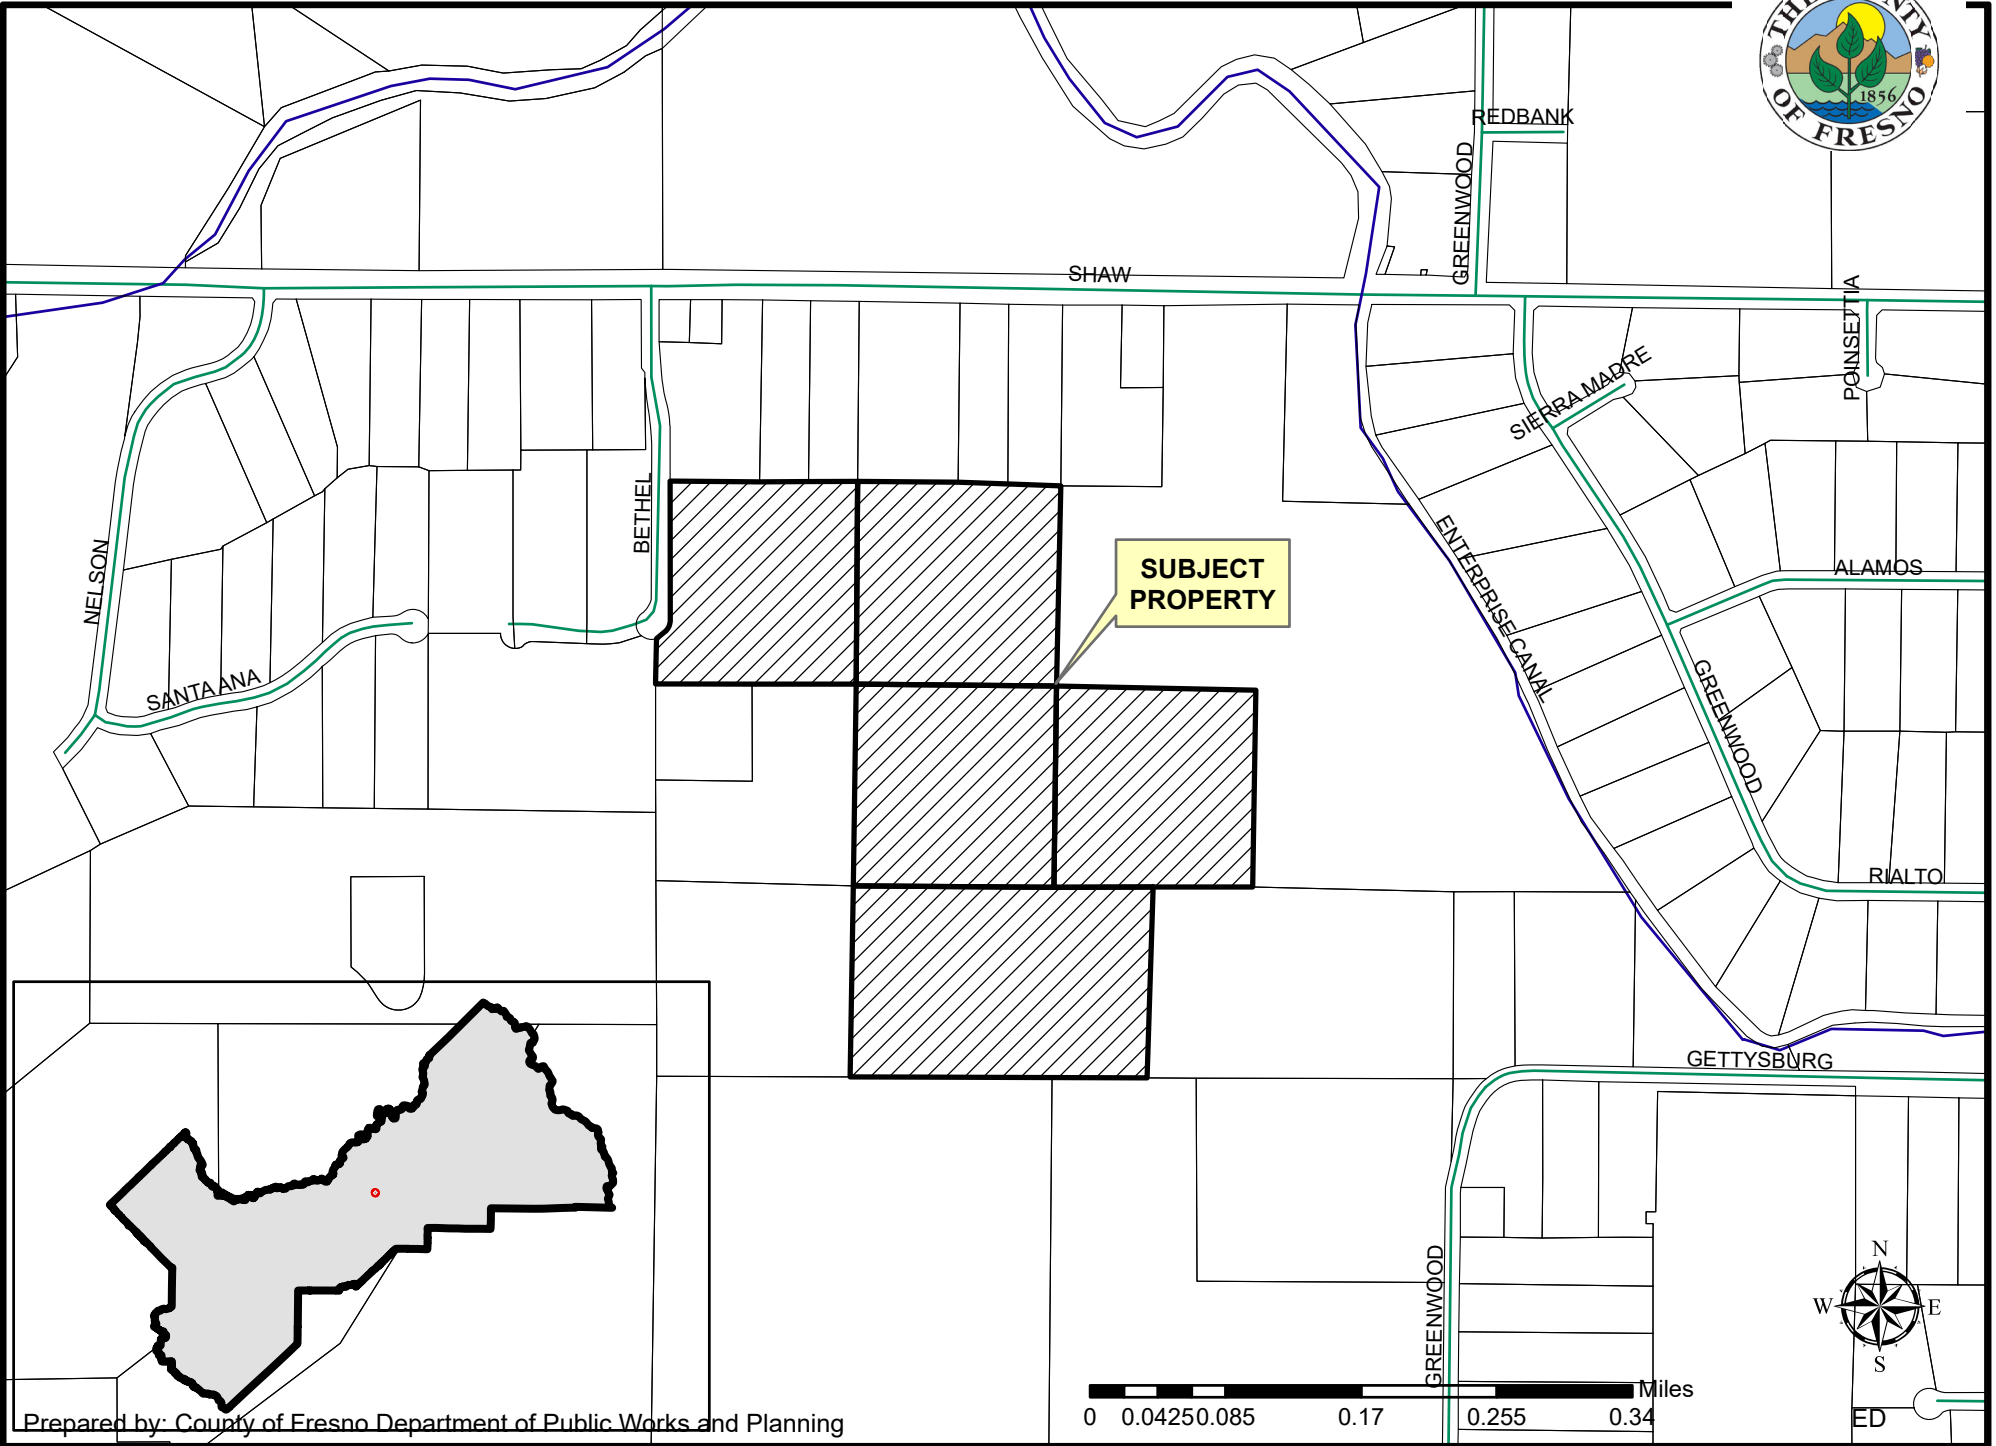 THE COUNTY
OF FRESNO
1856
REDBANK
GREENWOOD
SHAW
POINSETTIA
SIERRA MADRE
BETHEL
NELSON
ENTERPRISE CANAL
SUBJECT
PROPERTY
ALAMOS
SANTA ANA
GREENWOOD
RIALTO
GETTYSBURG
GREENWOOD
N
W
E
S
Miles
0
0.0425
0.085
0.17
0.255
0.34
ED
Prepared by: County of Fresno Department of Public Works and Planning